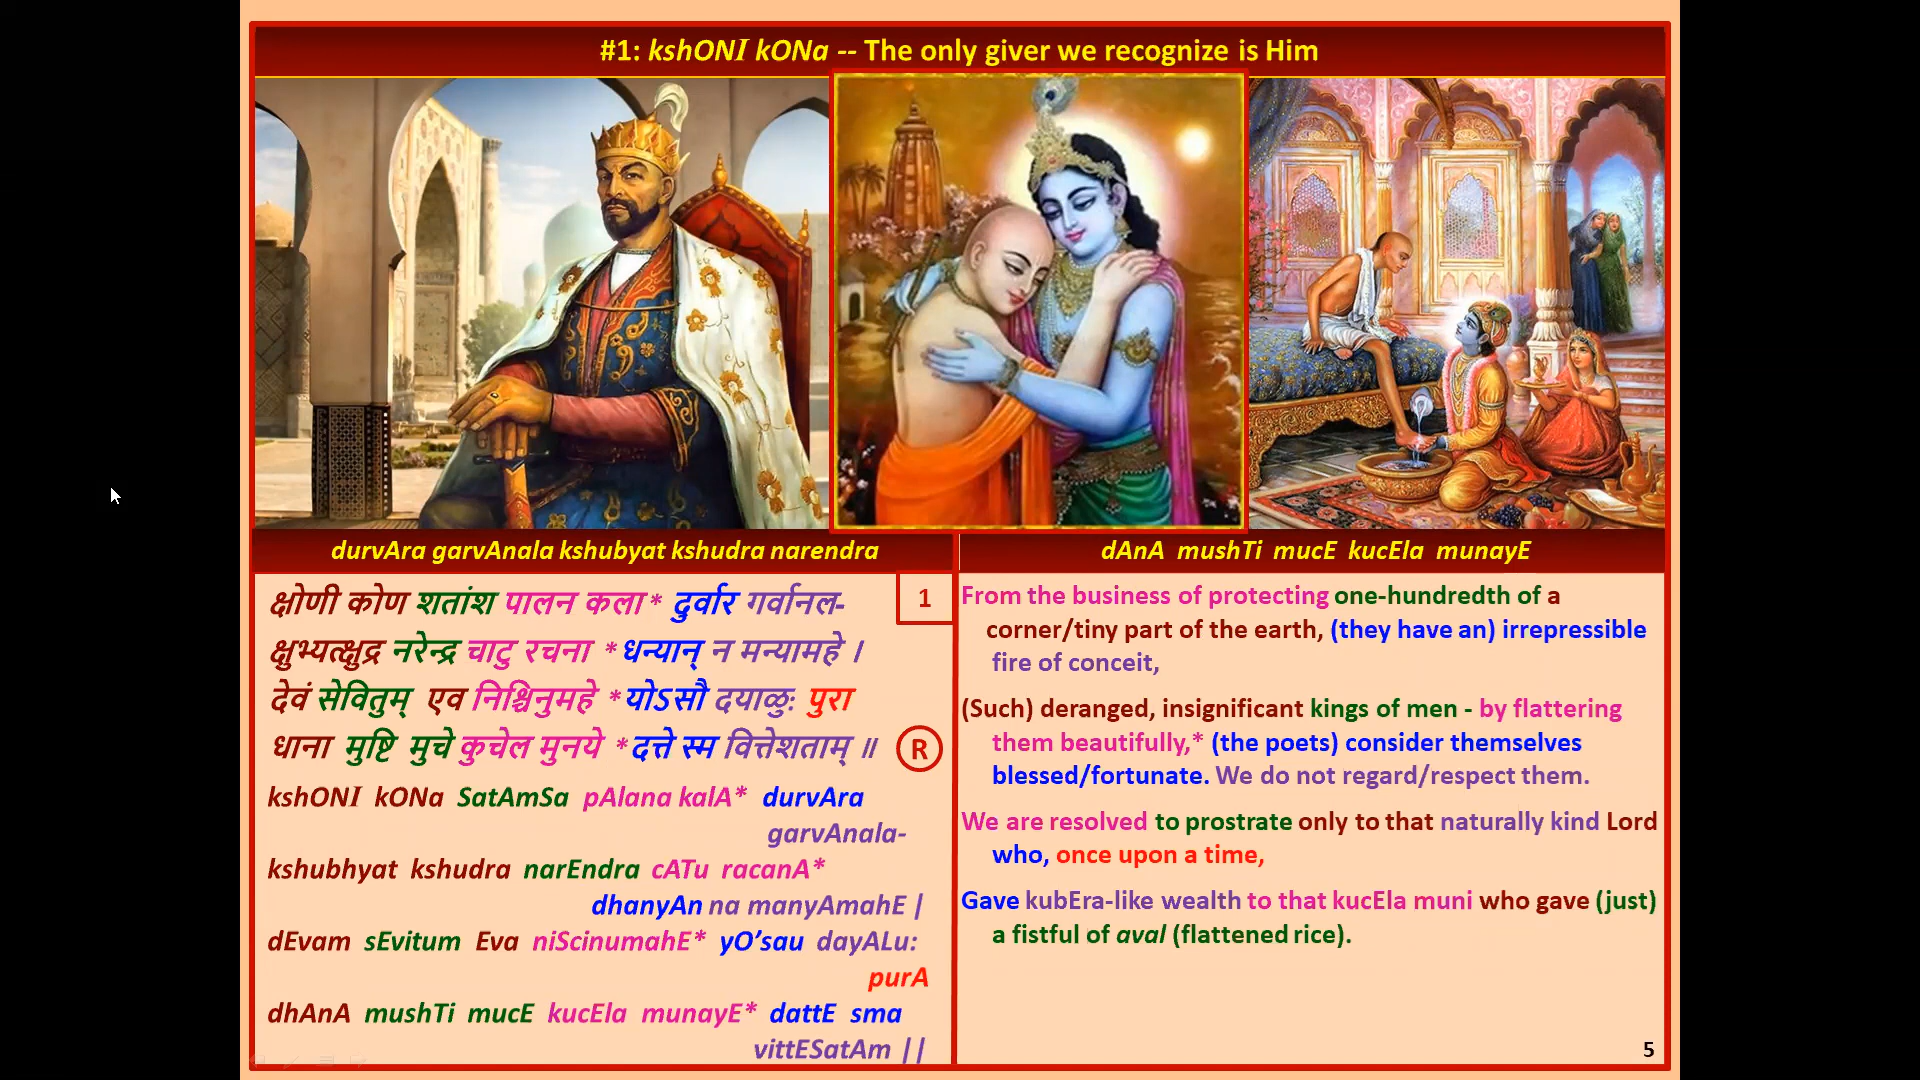 #1: kshONI kONa -- The only giver we recognize is Him
durvAra garvAnala kshubyat kshudra narendra
dAnA mushTi mucE kucEla munayE
क्षोणी कोण शतांश पालन कला* दुर्वार गर्वानल-
क्षुभ्यत्क्षुद्र नरेन्द्र चाटु रचना *धन्यान् न मन्यामहे ।
देवं सेवितुम् एव निश्चिनुमहे *योऽसौ दयाळुः पुरा
धाना मुष्टि मुचे कुचेल मुनये *दत्ते स्म वित्तेशताम् ॥
1
R
kshONI kONa SatAmSa pAlana kalA* durvAra
garvAnala-
kshubhyat kshudra narEndra cATu racanA*
dhanyAn na manyAmahE |
dEvam sEvitum Eva niScinumahE* yO’sau dayALu:
purA
dhAnA mushTi mucE kucEla munayE* dattE sma
vittESatAm ||
From the business of protecting one-hundredth of a
corner/tiny part of the earth, (they have an) irrepressible
fire of conceit,
(Such) deranged, insignificant kings of men - by flattering
them beautifully,* (the poets) consider themselves
blessed/fortunate. We do not regard/respect them.
We are resolved to prostrate only to that naturally kind Lord
who, once upon a time,
Gave kubEra-like wealth to that kucEla muni who gave (just)
a fistful of aval (flattened rice).
5